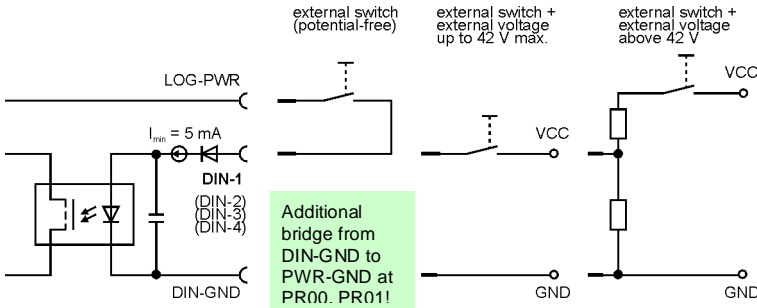 external switch
(potential-free)
external switch +
external voltage
up to 42 V max.
external switch +
external voltage
above 42 V
LOG-PWR
VCC
Imin = 5 mA
VCC
DIN-1
(DIN-2)
(DIN-3)
(DIN-4)
Additional
bridge from
DIN-GND to
PWR-GND at
PR00, PR01!
DIN-GND
GND
GND